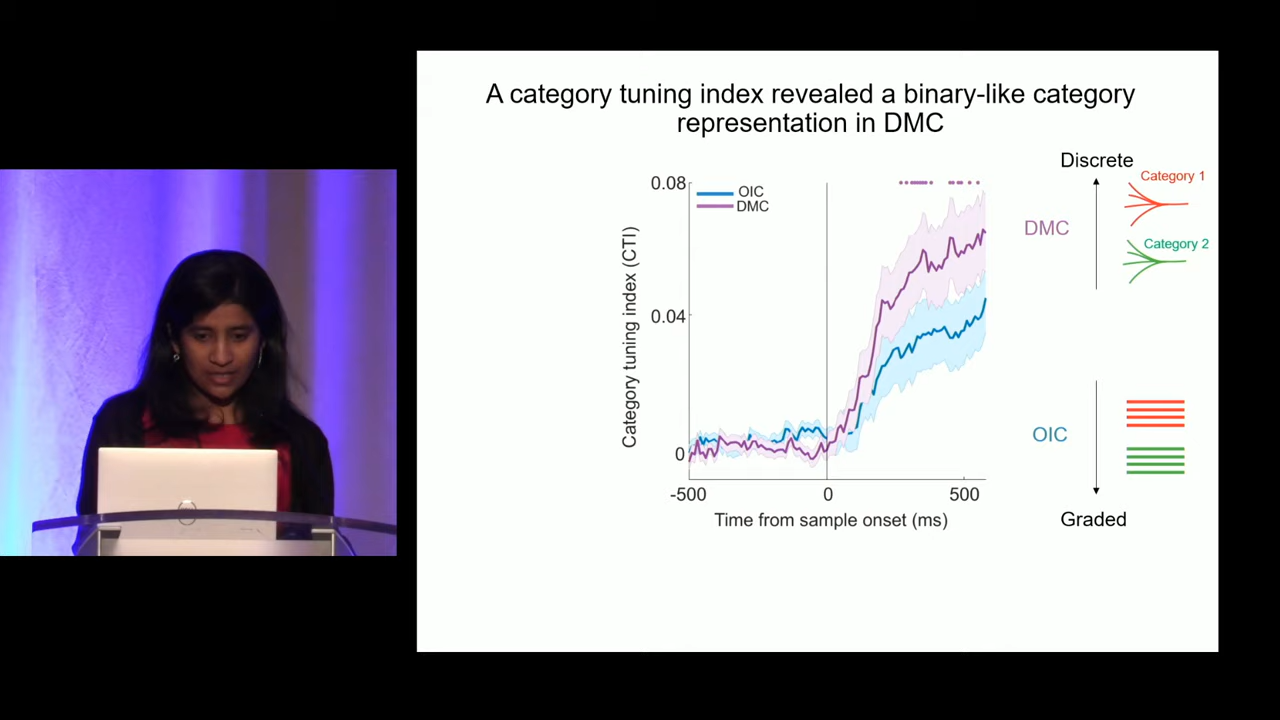 A category tuning index revealed a binary-like category
representation in DMC
Discrete
Category 1
DMC
Category 2
OIC
Graded
0.08
0.04
0
OIC
DMC
Category tuning index (CTI)
-500
0
500
Time from sample onset (ms)